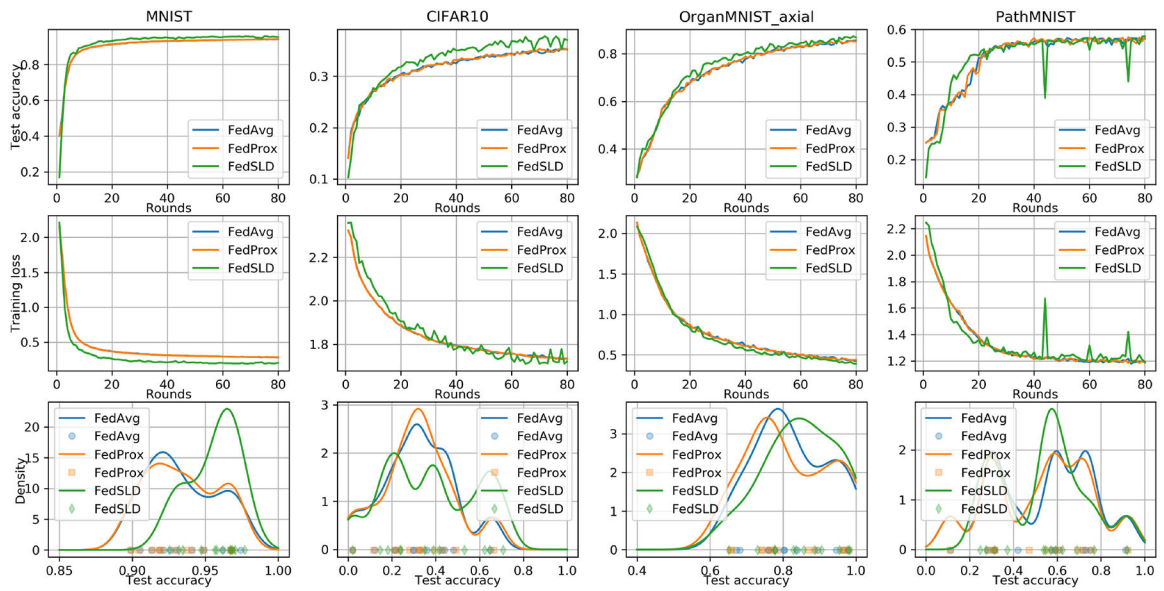 MNIST
CIFAR10
OrganMNIST_axial
PathMNIST
Test accuracy
0.8
0.6
0.4
0.2
0
20
40
60
80
Rounds
FedAvg
FedProx
FedSLD
0.3
0.2
0.1
0
20
40
60
80
Rounds
FedAvg
FedProx
FedSLD
0.8
0.6
0.4
0
20
40
60
80
Rounds
FedAvg
FedProx
FedSLD
0.6
0.5
0.4
0.3
0.2
0
20
40
60
80
Rounds
FedAvg
FedProx
FedSLD
Training loss
2.0
1.5
1.0
0.5
0
20
40
60
80
Rounds
FedAvg
FedProx
FedSLD
2.2
2.0
1.8
0
20
40
60
80
Rounds
FedAvg
FedProx
FedSLD
2.0
1.5
1.0
0.5
0
20
40
60
80
Rounds
FedAvg
FedProx
FedSLD
2.2
2.0
1.8
1.6
1.4
1.2
0
20
40
60
80
Rounds
FedAvg
FedProx
FedSLD
Density
20
15
10
5
0
0.85
0.90
0.95
1.00
Test accuracy
FedAvg
FedAvg
FedProx
FedProx
FedSLD
FedSLD
3
2
1
0
0.0
0.2
0.4
0.6
0.8
1.0
Test accuracy
FedAvg
FedAvg
FedProx
FedProx
FedSLD
FedSLD
3
2
1
0
0.4
0.6
0.8
1.0
Test accuracy
FedAvg
FedAvg
FedProx
FedProx
FedSLD
FedSLD
3
2
1
0
0.0
0.2
0.4
0.6
0.8
1.0
Test accuracy
FedAvg
FedAvg
FedProx
FedProx
FedSLD
FedSLD